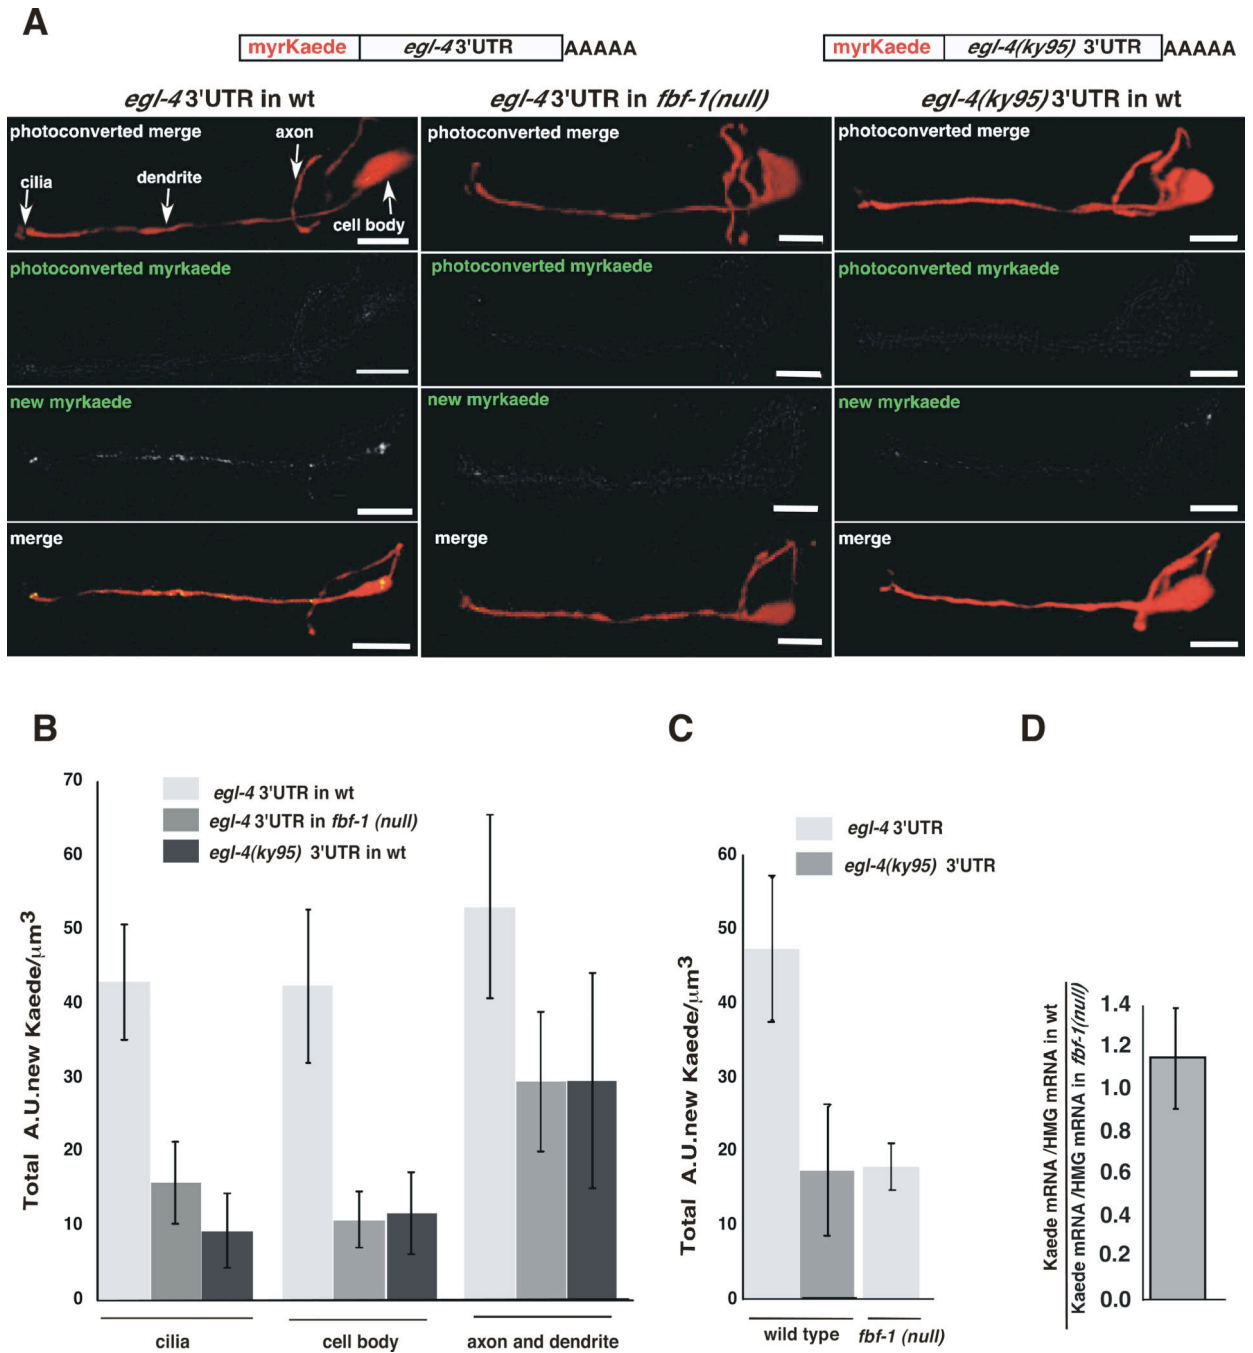 A
myrKaede egl-4 3'UTR AAAAA
myrKaede egl-4(ky95) 3'UTR AAAAA
egl-4 3'UTR in wt
egl-4 3'UTR in fbf-1(null)
egl-4(ky95) 3'UTR in wt
photoconverted merge
axon
cilia
dendrite
cell body
photoconverted merge
photoconverted merge
photoconverted myrkaede
photoconverted myrkaede
photoconverted myrkaede
new myrkaede
new myrkaede
new myrkaede
merge
merge
merge
B
Total A.U.new Kaede/μm3
70
60
50
40
30
20
10
0
egl-4 3'UTR in wt
egl-4 3'UTR in fbf-1 (null)
egl-4(ky95) 3'UTR in wt
cilia
cell body
axon and dendrite
C
Total A.U.new Kaede/μm3
60
50
40
30
20
10
0
egl-4 3'UTR
egl-4(ky95) 3'UTR
wild type
fbf-1 (null)
D
Kaede mRNA /HMG mRNA in wt
Kaede mRNA /HMG mRNA in fbf-1(null)
1.4
1.2
1.0
0.8
0.6
0.4
0.2
0.0